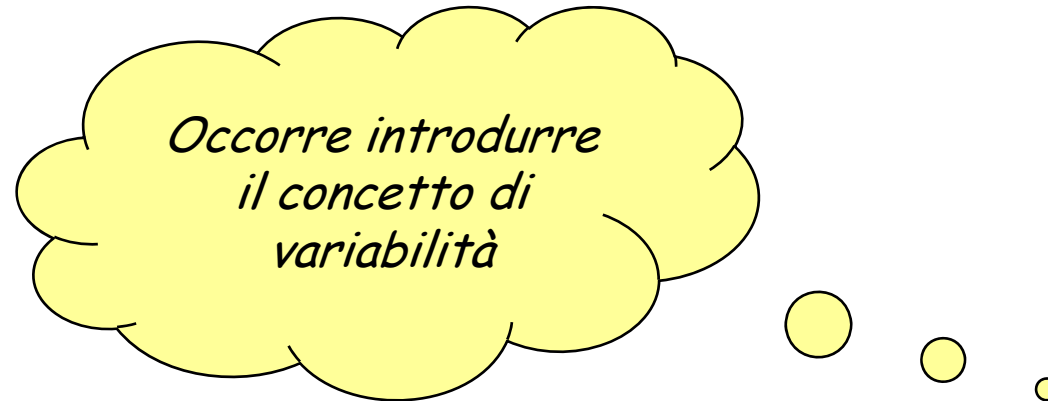 Occorre introdurre
il concetto di
variabilità